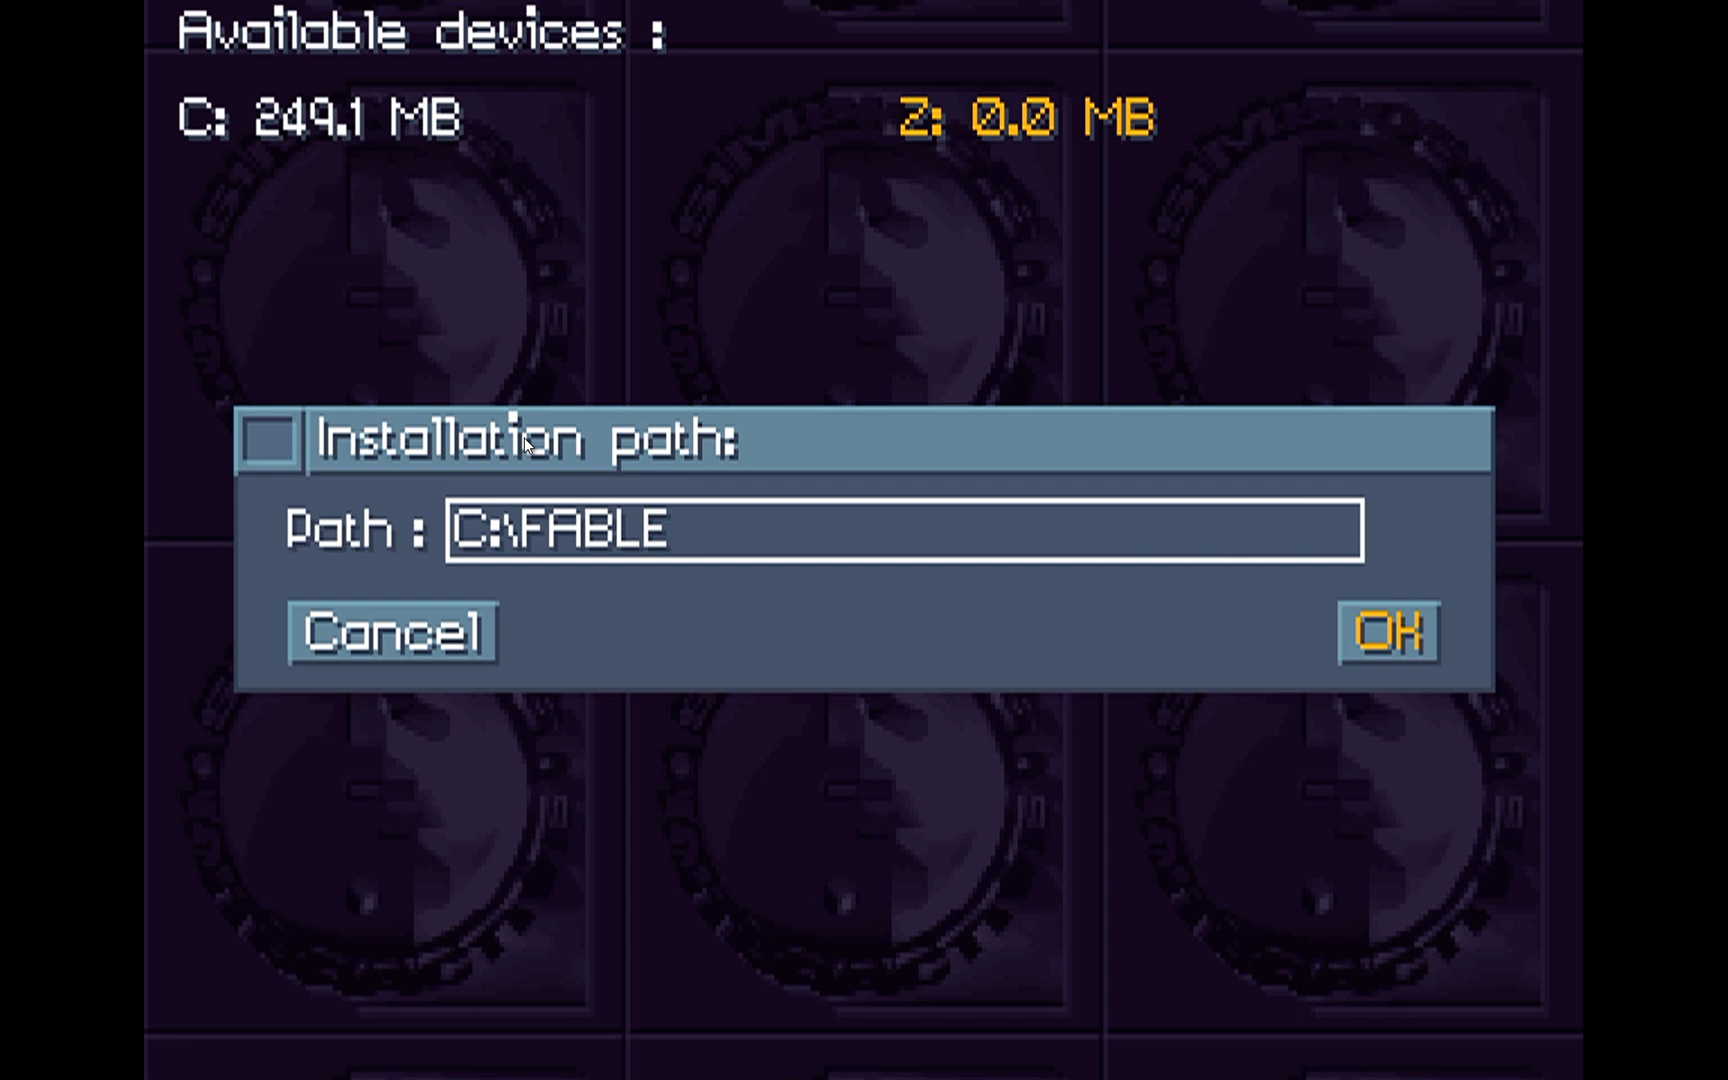 Available devices :
C: 249.1 MB Z: 0.0 MB
Installation path:
Path : C:\FABLE
Cancel OK